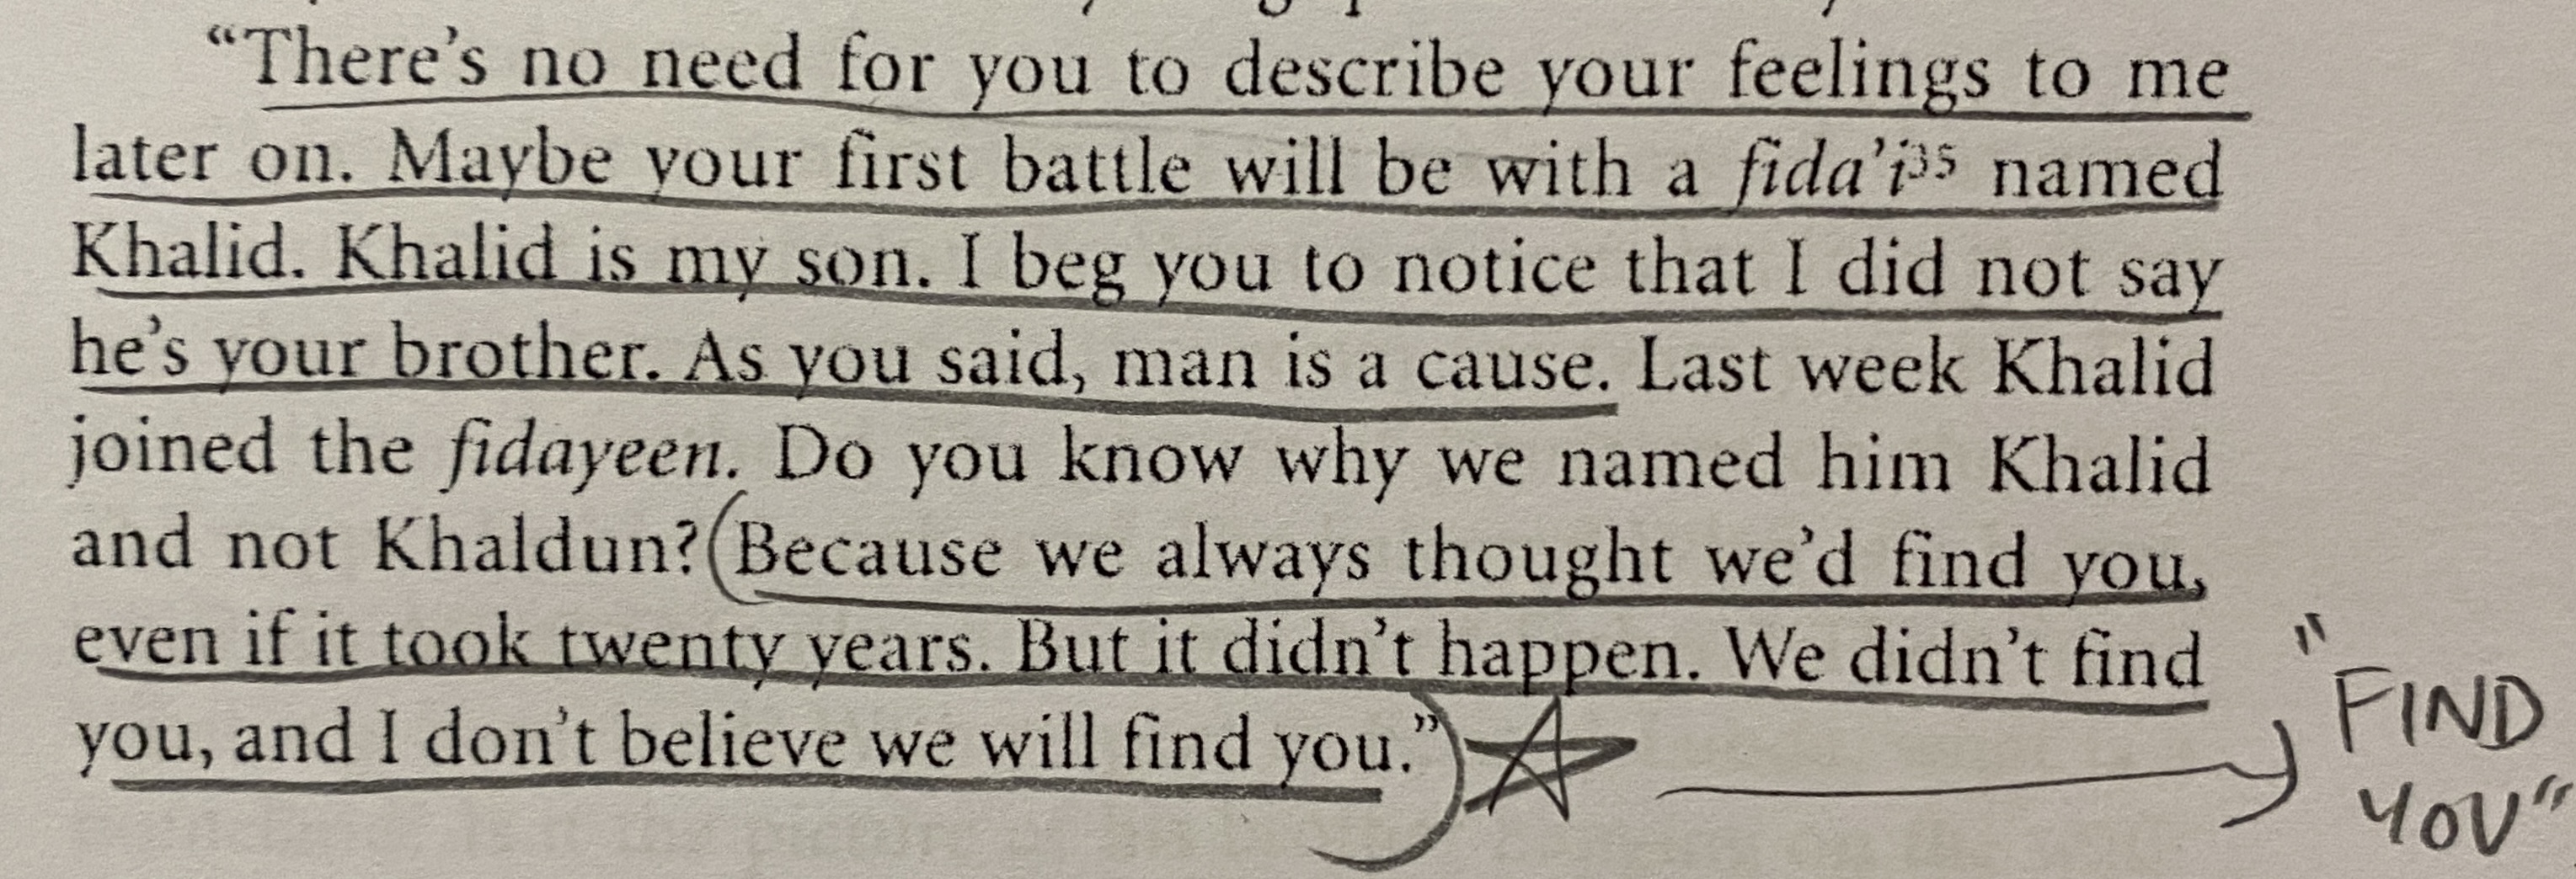 "There's no need for you to describe your feelings to me
later on. Maybe your first battle will be with a fida'i³⁵ named
Khalid. Khalid is my son. I beg you to notice that I did not say
he's your brother. As you said, man is a cause. Last week Khalid
joined the fidayeen. Do you know why we named him Khalid
and not Khaldun? (Because we always thought we'd find you,
even if it took twenty years. But it didn't happen. We didn't find
you, and I don't believe we will find you.")
"FIND
YOU"